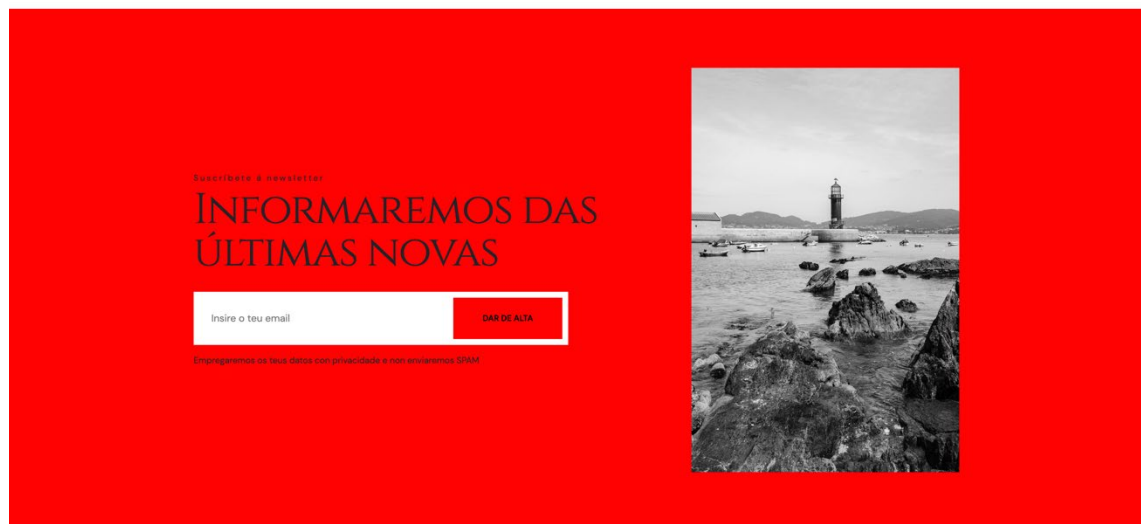 Suscríbete á newsletter
INFORMAREMOS DAS
ÚLTIMAS NOVAS
Insire o teu email
DAR DE ALTA
Empregaremos os teus datos con privacidade e non enviaremos SPAM